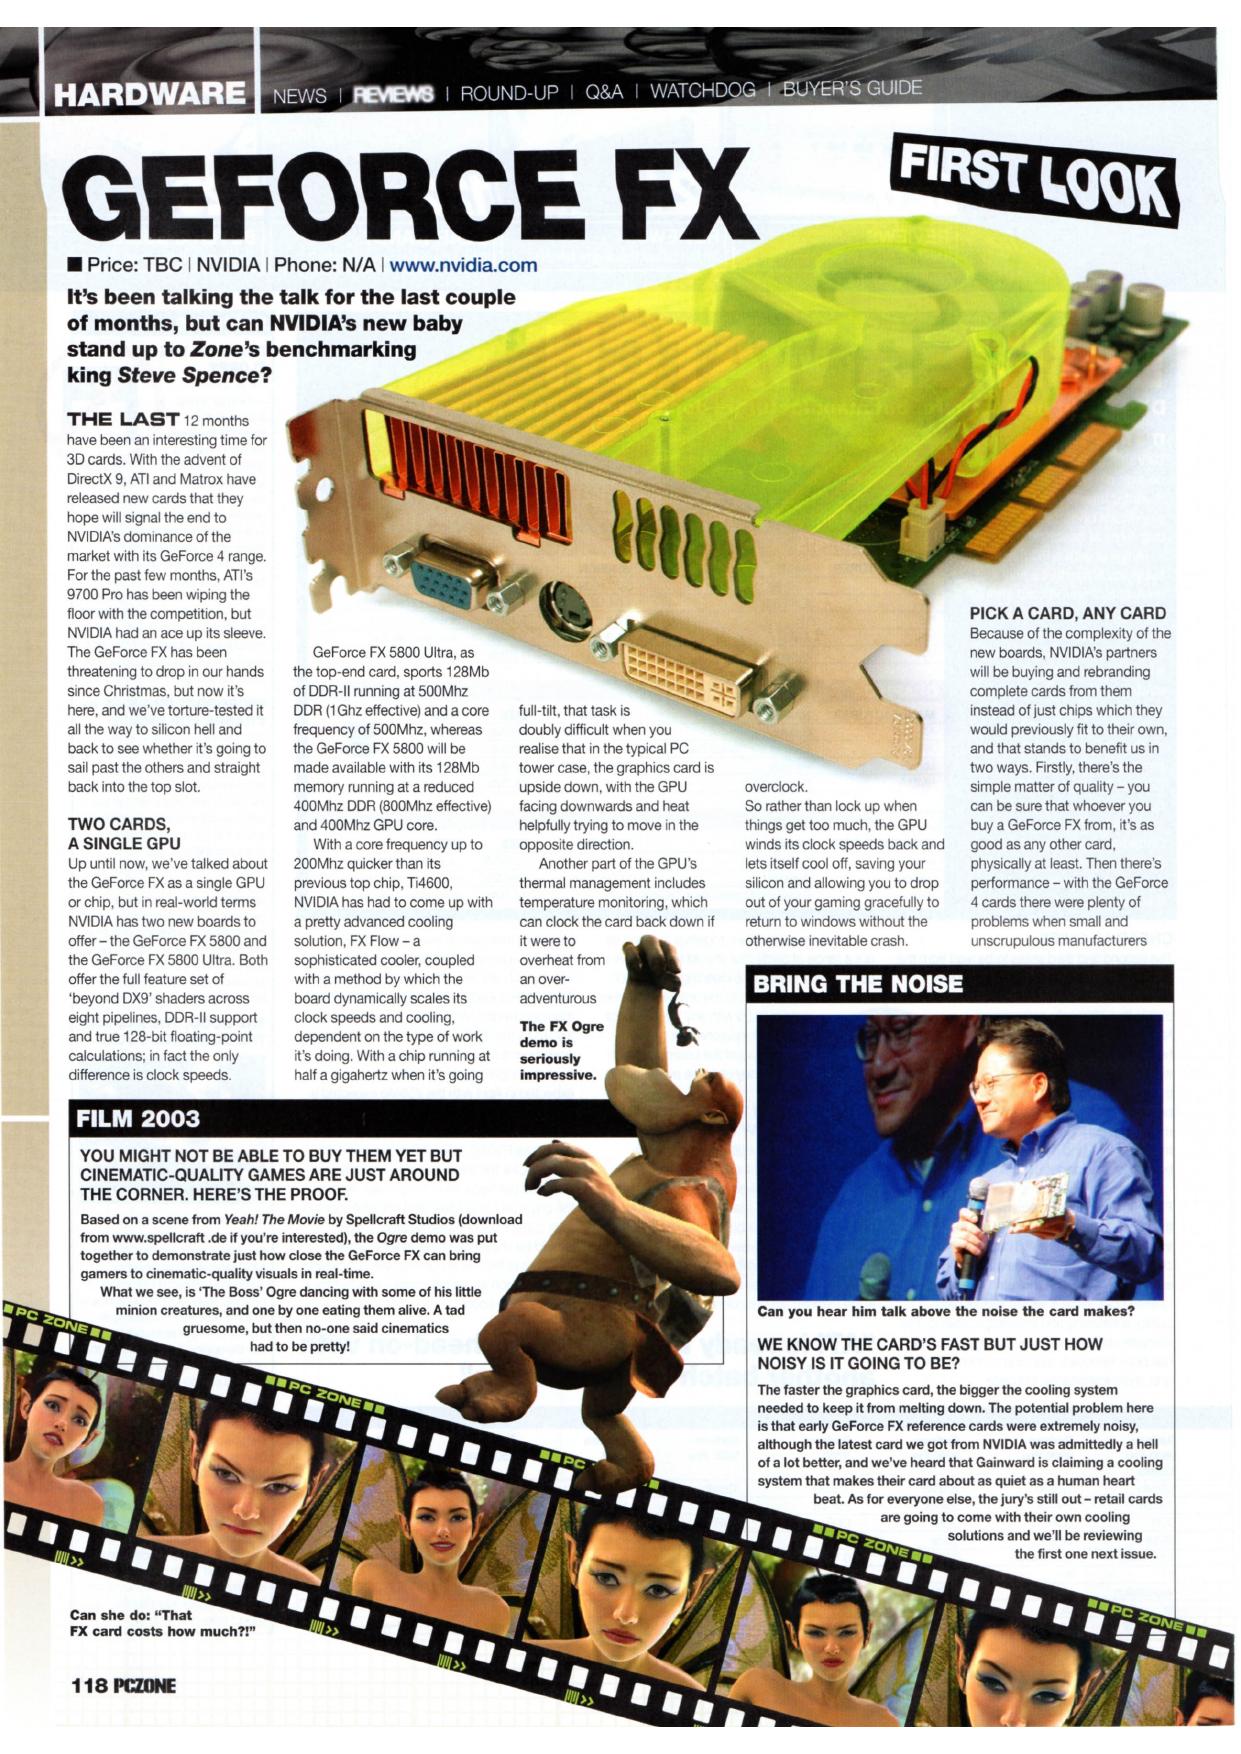 HARDWARE
NEWS | REVIEWS | ROUND-UP | Q&A | WATCHDOG | BUYER'S GUIDE
GEFORCE FX
FIRST LOOK
■ Price: TBC | NVIDIA | Phone: N/A | www.nvidia.com
It's been talking the talk for the last couple
of months, but can NVIDIA's new baby
stand up to Zone's benchmarking
king Steve Spence?
THE LAST 12 months
have been an interesting time for
3D cards. With the advent of
DirectX 9, ATI and Matrox have
released new cards that they
hope will signal the end to
NVIDIA's dominance of the
market with its GeForce 4 range.
For the past few months, ATI's
9700 Pro has been wiping the
floor with the competition, but
NVIDIA had an ace up its sleeve.
The GeForce FX has been
threatening to drop in our hands
since Christmas, but now it's
here, and we've torture-tested it
all the way to silicon hell and
back to see whether it's going to
sail past the others and straight
back into the top slot.
TWO CARDS,
A SINGLE GPU
Up until now, we've talked about
the GeForce FX as a single GPU
or chip, but in real-world terms
NVIDIA has two new boards to
offer – the GeForce FX 5800 and
the GeForce FX 5800 Ultra. Both
offer the full feature set of
'beyond DX9' shaders across
eight pipelines, DDR-II support
and true 128-bit floating-point
calculations; in fact the only
difference is clock speeds.
GeForce FX 5800 Ultra, as
the top-end card, sports 128Mb
of DDR-II running at 500Mhz
DDR (1Ghz effective) and a core
frequency of 500Mhz, whereas
the GeForce FX 5800 will be
made available with its 128Mb
memory running at a reduced
400Mhz DDR (800Mhz effective)
and 400Mhz GPU core.
With a core frequency up to
200Mhz quicker than its
previous top chip, Ti4600,
NVIDIA has had to come up with
a pretty advanced cooling
solution, FX Flow – a
sophisticated cooler, coupled
with a method by which the
board dynamically scales its
clock speeds and cooling,
dependent on the type of work
it's doing. With a chip running at
half a gigahertz when it's going
full-tilt, that task is
doubly difficult when you
realise that in the typical PC
tower case, the graphics card is
upside down, with the GPU
facing downwards and heat
helpfully trying to move in the
opposite direction.
Another part of the GPU's
thermal management includes
temperature monitoring, which
can clock the card back down if
it were to
overheat from
an over-
adventurous
The FX Ogre
demo is
seriously
impressive.
overclock.
So rather than lock up when
things get too much, the GPU
winds its clock speeds back and
lets itself cool off, saving your
silicon and allowing you to drop
out of your gaming gracefully to
return to windows without the
otherwise inevitable crash.
PICK A CARD, ANY CARD
Because of the complexity of the
new boards, NVIDIA's partners
will be buying and rebranding
complete cards from them
instead of just chips which they
would previously fit to their own,
and that stands to benefit us in
two ways. Firstly, there's the
simple matter of quality – you
can be sure that whoever you
buy a GeForce FX from, it's as
good as any other card,
physically at least. Then there's
performance – with the GeForce
4 cards there were plenty of
problems when small and
unscrupulous manufacturers
FILM 2003
YOU MIGHT NOT BE ABLE TO BUY THEM YET BUT
CINEMATIC-QUALITY GAMES ARE JUST AROUND
THE CORNER. HERE'S THE PROOF.
Based on a scene from Yeah! The Movie by Spellcraft Studios (download
from www.spellcraft .de if you're interested), the Ogre demo was put
together to demonstrate just how close the GeForce FX can bring
gamers to cinematic-quality visuals in real-time.
What we see, is 'The Boss' Ogre dancing with some of his little
minion creatures, and one by one eating them alive. A tad
gruesome, but then no-one said cinematics
had to be pretty!
BRING THE NOISE
Can you hear him talk above the noise the card makes?
WE KNOW THE CARD'S FAST BUT JUST HOW
NOISY IS IT GOING TO BE?
The faster the graphics card, the bigger the cooling system
needed to keep it from melting down. The potential problem here
is that early GeForce FX reference cards were extremely noisy,
although the latest card we got from NVIDIA was admittedly a hell
of a lot better, and we've heard that Gainward is claiming a cooling
system that makes their card about as quiet as a human heart
beat. As for everyone else, the jury's still out – retail cards
are going to come with their own cooling
solutions and we'll be reviewing
the first one next issue.
PC ZONE
PC ZONE
PC
PC ZONE
PC ZONE
Can she do: "That
FX card costs how much?!"
118 PCZONE